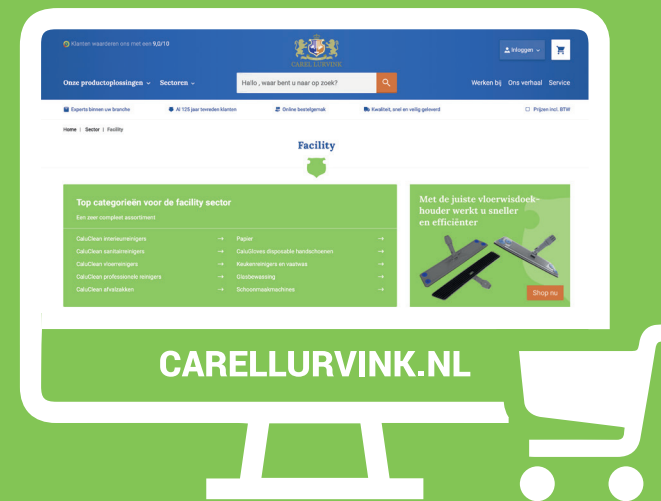 Klanten waarderen ons met een 9,0/10
CAREL LURVINK
Inloggen
Onze productoplossingen
Sectoren
Hallo , waar bent u naar op zoek?
Werken bij Ons verhaal Service
Experts binnen uw branche
Al 125 jaar tevreden klanten
Online bestelgemak
Kwaliteit, snel en veilig geleverd
Prijzen incl. BTW
Home | Sector | Facility
Facility
Top categorieën voor de facility sector
Een zeer compleet assortiment
CaluClean interieurreinigers → Papier →
CaluClean sanitairreinigers → CaluGloves disposable handschoenen →
CaluClean vloerreinigers → Keukenreinigers en vaatwas →
CaluClean professionele reinigers → Glasbewassing →
CaluClean afvalzakken → Schoonmaakmachines →
Met de juiste vloerwisdoek-
houder werkt u sneller
en efficiënter
Shop nu
CARELLURVINK.NL